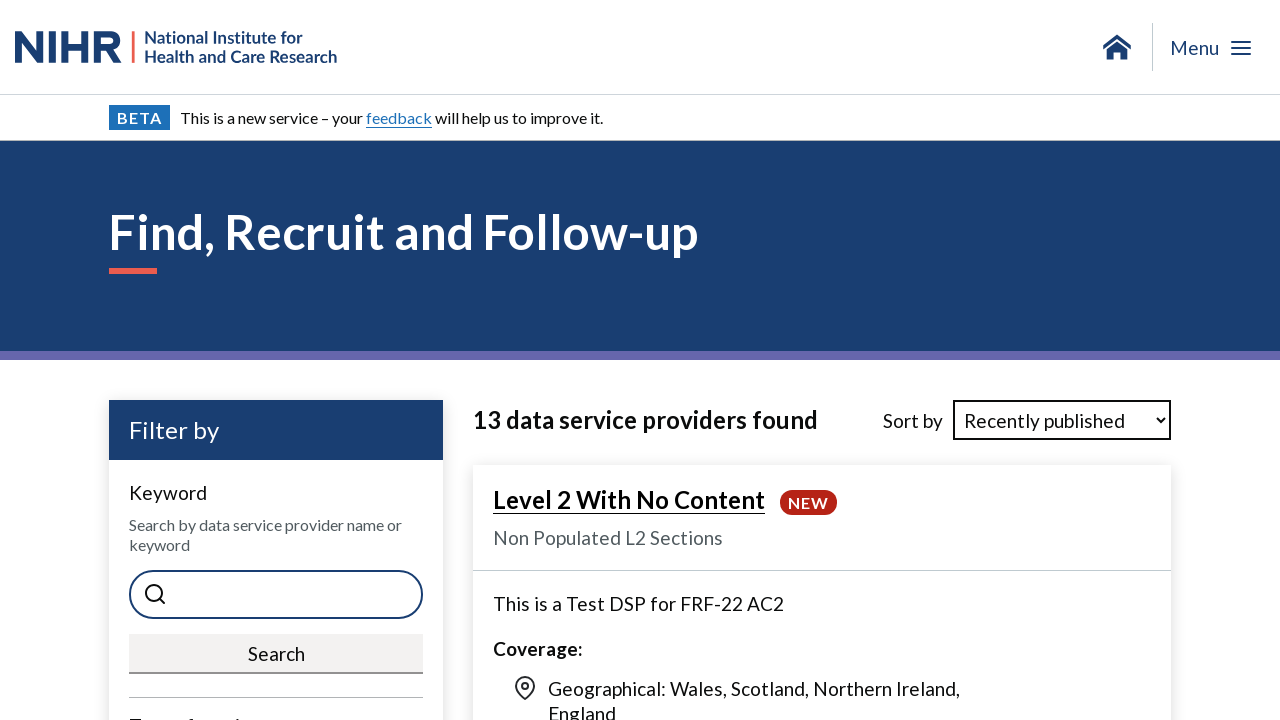 NIHR
National Institute for
Health and Care Research
Menu
BETA
This is a new service – your feedback will help us to improve it.
Find, Recruit and Follow-up
Filter by
Keyword
Search by data service provider name or
keyword
Search
13 data service providers found
Sort by
Recently published
Level 2 With No Content
NEW
Non Populated L2 Sections
This is a Test DSP for FRF-22 AC2
Coverage:
Geographical: Wales, Scotland, Northern Ireland,
England